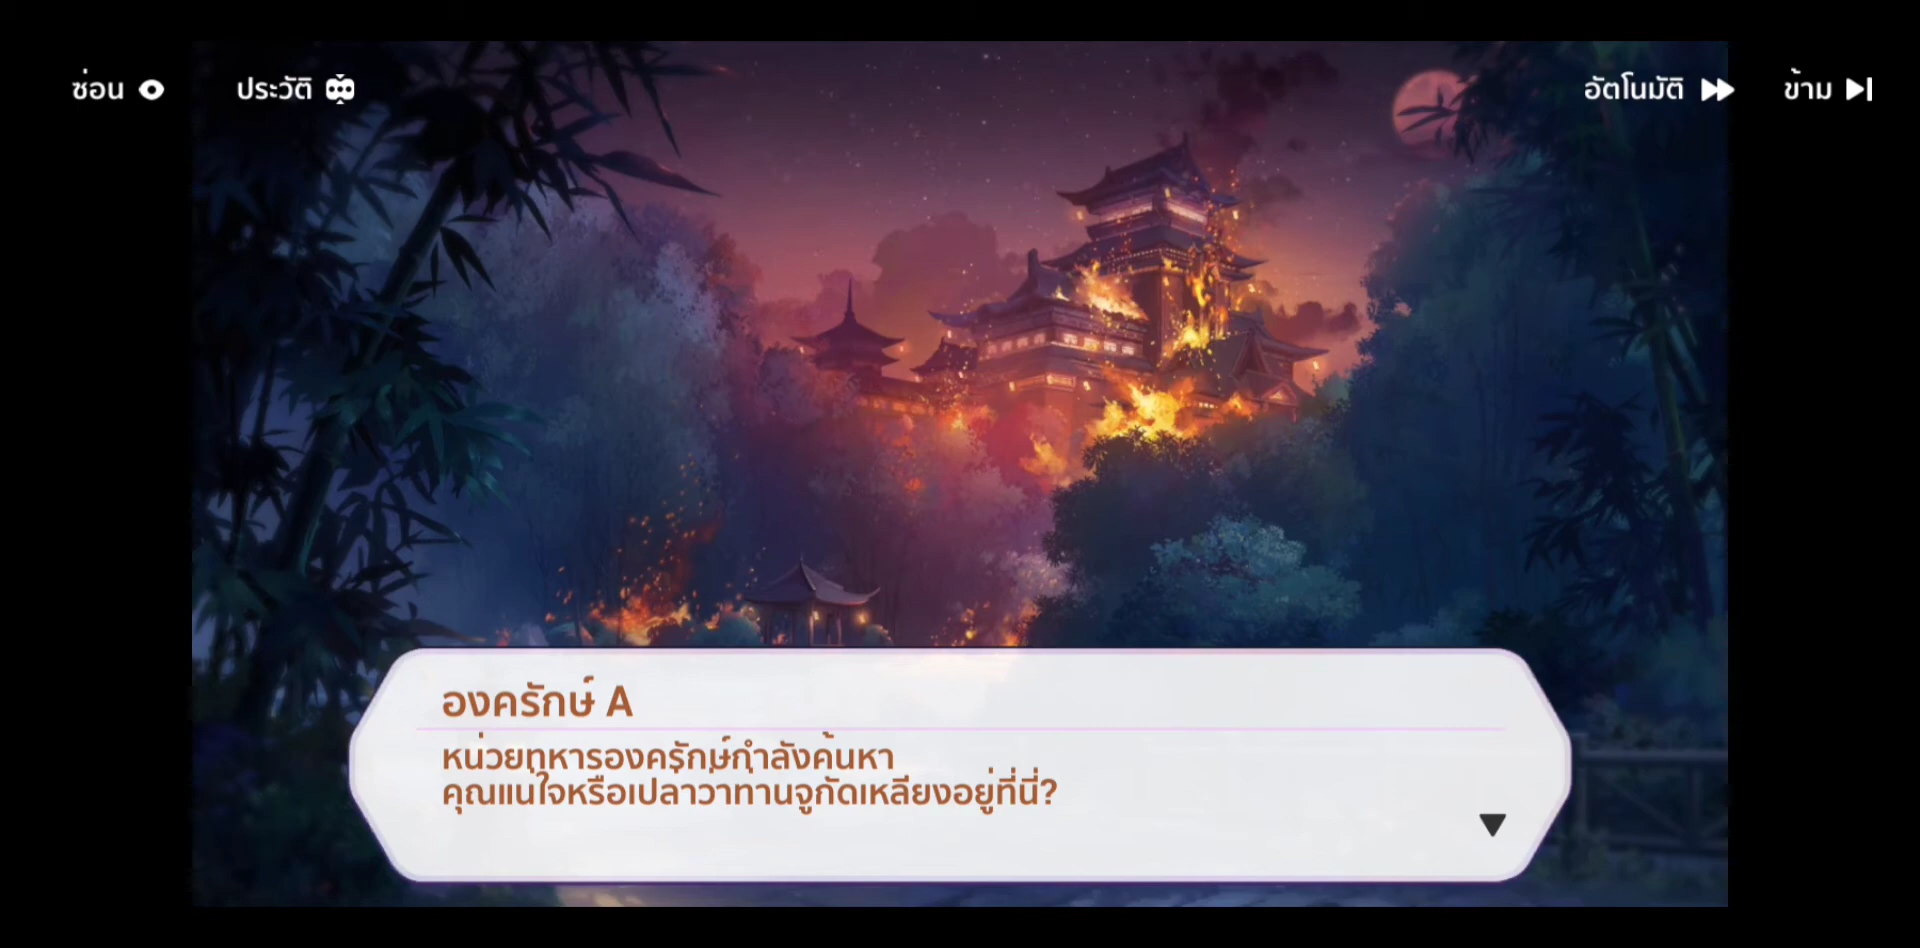 ซ่อน
ประวัติ
อัตโนมัติ
ข้าม
องครักษ์ A
หน่วยทหารองครักษ์กำลังค้นหา
คุณแน่ใจหรือเปล่าว่าท่านจูกัดเหลียงอยู่ที่นี่?